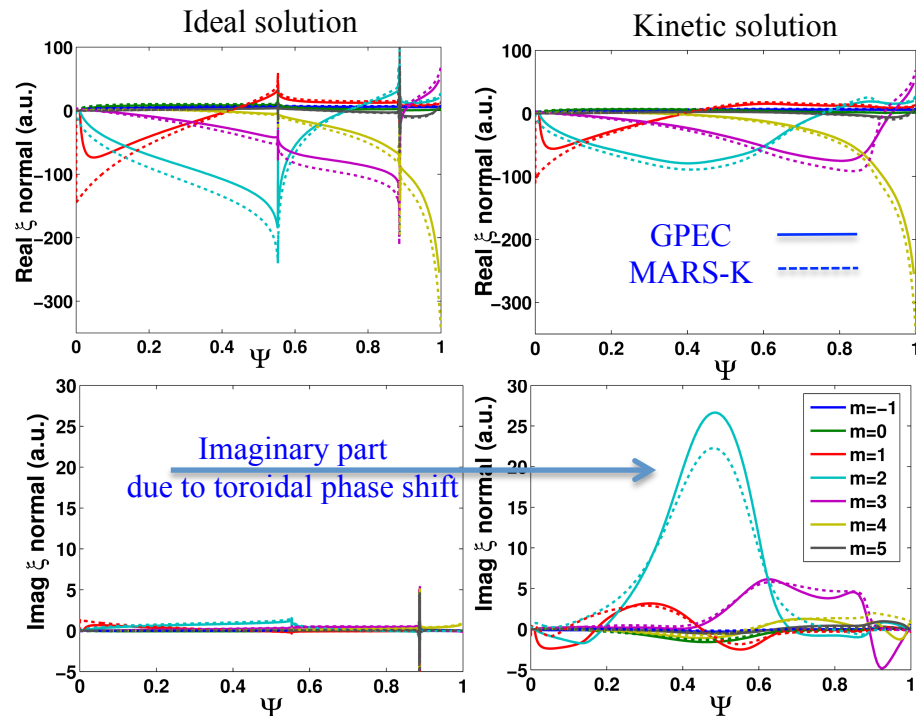 Ideal solution
Kinetic solution
100
0
−100
−200
−300
Real ξ normal (a.u.)
0
0.2
0.4
0.6
0.8
1
Ψ
100
0
−100
−200
−300
Real ξ normal (a.u.)
GPEC
MARS-K
0
0.2
0.4
0.6
0.8
1
Ψ
30
25
20
15
10
5
0
−5
Imag ξ normal (a.u.)
Imaginary part
due to toroidal phase shift
0
0.2
0.4
0.6
0.8
1
Ψ
30
25
20
15
10
5
0
−5
Imag ξ normal (a.u.)
m=−1
m=0
m=1
m=2
m=3
m=4
m=5
0
0.2
0.4
0.6
0.8
1
Ψ